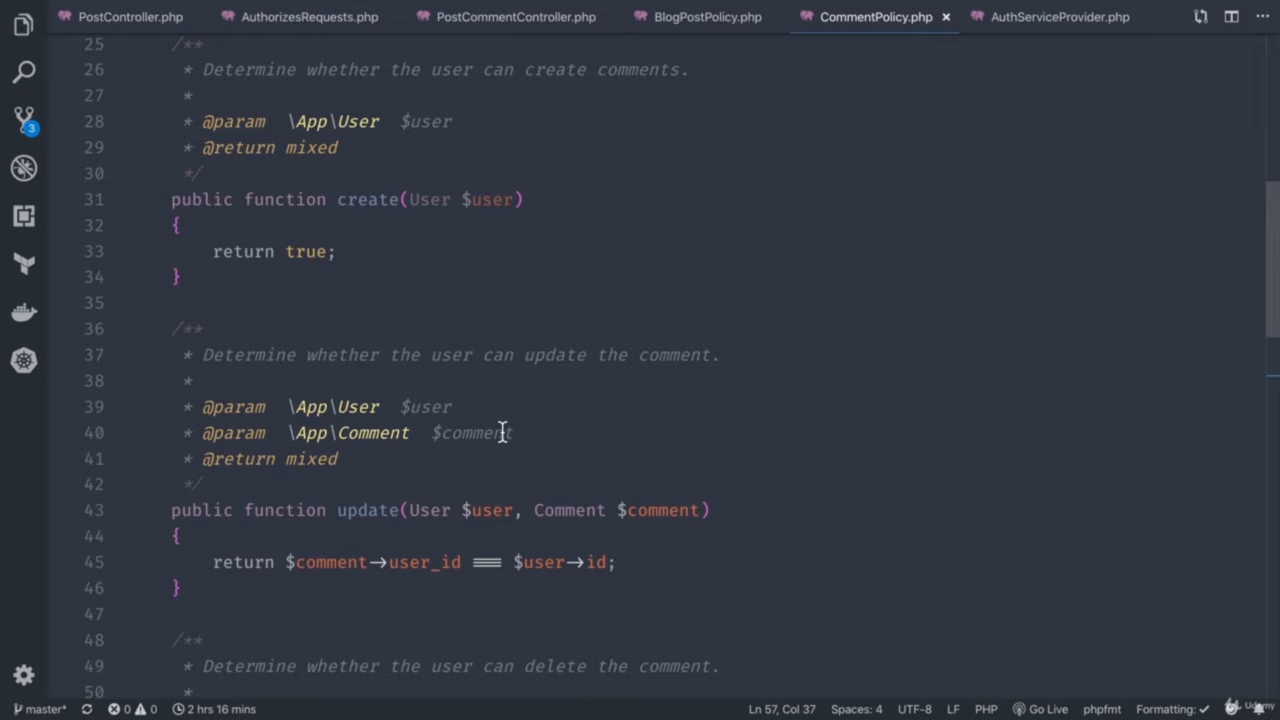 PostController.php AuthorizesRequests.php PostCommentController.php BlogPostPolicy.php CommentPolicy.php × AuthServiceProvider.php
25 /**
26 * Determine whether the user can create comments.
27 *
28 * @param \App\User $user
29 * @return mixed
30 */
31 public function create(User $user)
32 {
33 return true;
34 }
35
36 /**
37 * Determine whether the user can update the comment.
38 *
39 * @param \App\User $user
40 * @param \App\Comment $comment
41 * @return mixed
42 */
43 public function update(User $user, Comment $comment)
44 {
45 return $comment->user_id === $user->id;
46 }
47
48 /**
49 * Determine whether the user can delete the comment.
50 *
3
master* 0 0 2 hrs 16 mins Ln 57, Col 37 Spaces: 4 UTF-8 LF PHP Go Live phpfmt Formatting: ✓ Udemy